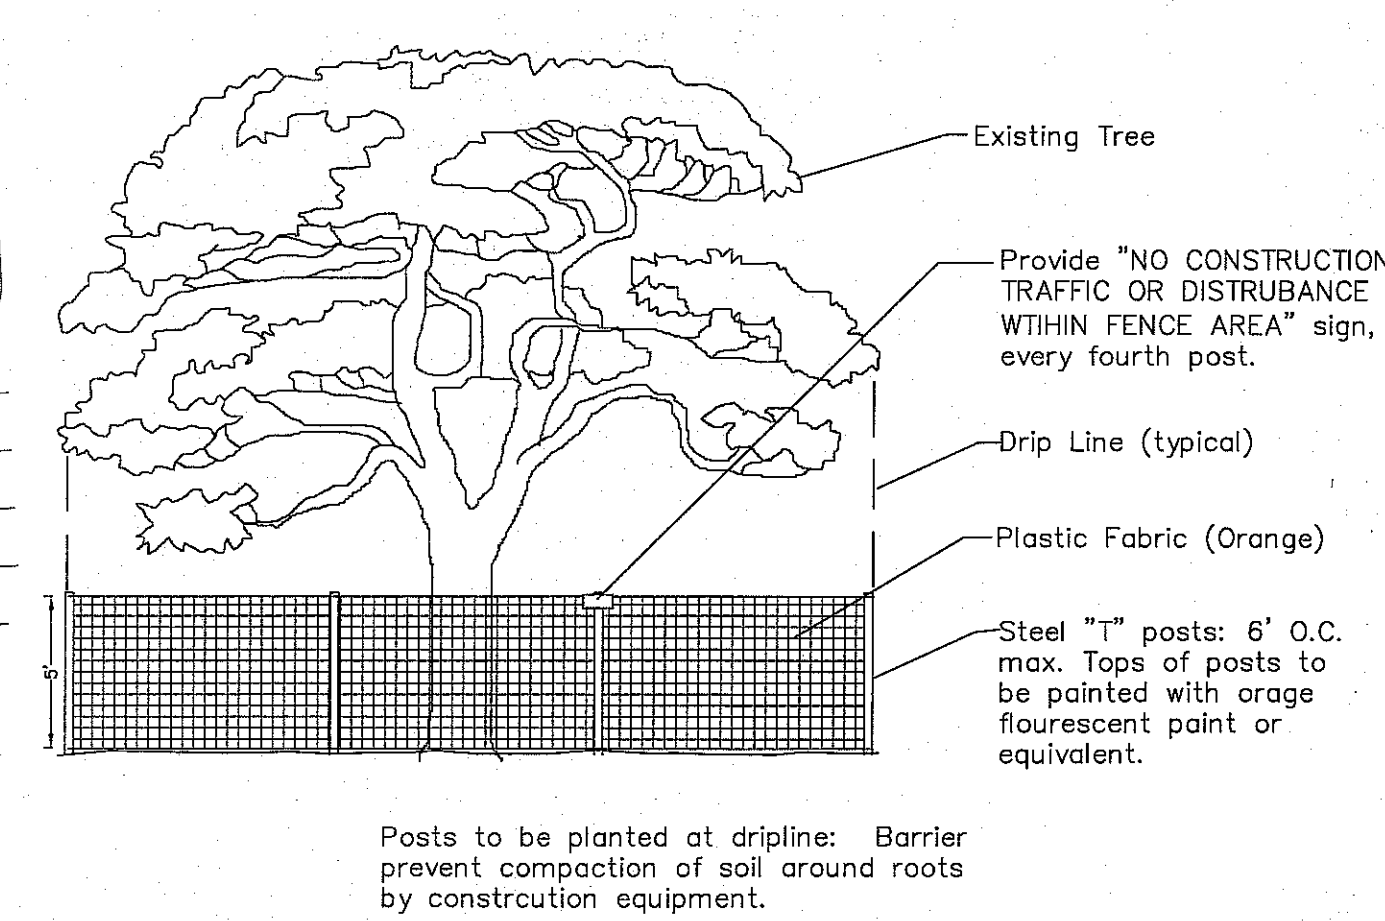 Existing Tree
Provide "NO CONSTRUCTION
TRAFFIC OR DISTRUBANCE
WTIHIN FENCE AREA" sign,
every fourth post.
Drip Line (typical)
Plastic Fabric (Orange)
Steel "T" posts: 6' O.C.
max. Tops of posts to
be painted with orage
flourescent paint or
equivalent.
5'
Posts to be planted at dripline: Barrier
prevent compaction of soil around roots
by constrcution equipment.